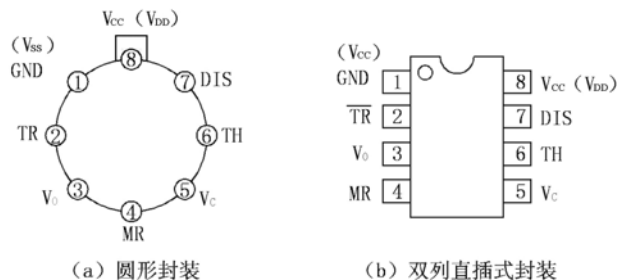 Vcc（VDD）
（Vss）
GND
⑧
①
⑦ DIS
TR ②
⑥ TH
V0 ③
⑤ Vc
④
MR
（a）圆形封装
（Vcc）
GND 1
8 Vcc（VDD）
T̅R̅ 2
7 DIS
V0 3
6 TH
MR 4
5 Vc
（b）双列直插式封装